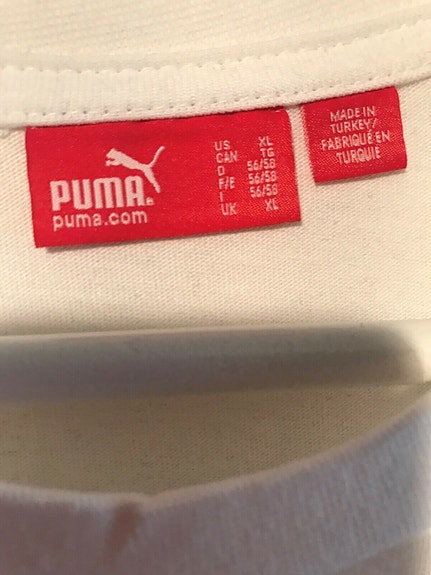 PUMA®
puma.com
US XL
CAN TG
D 56/58
F/E 56/58
I 56/58
UK XL
MADE IN
TURKEY/
FABRIQUÉ EN
TURQUIE